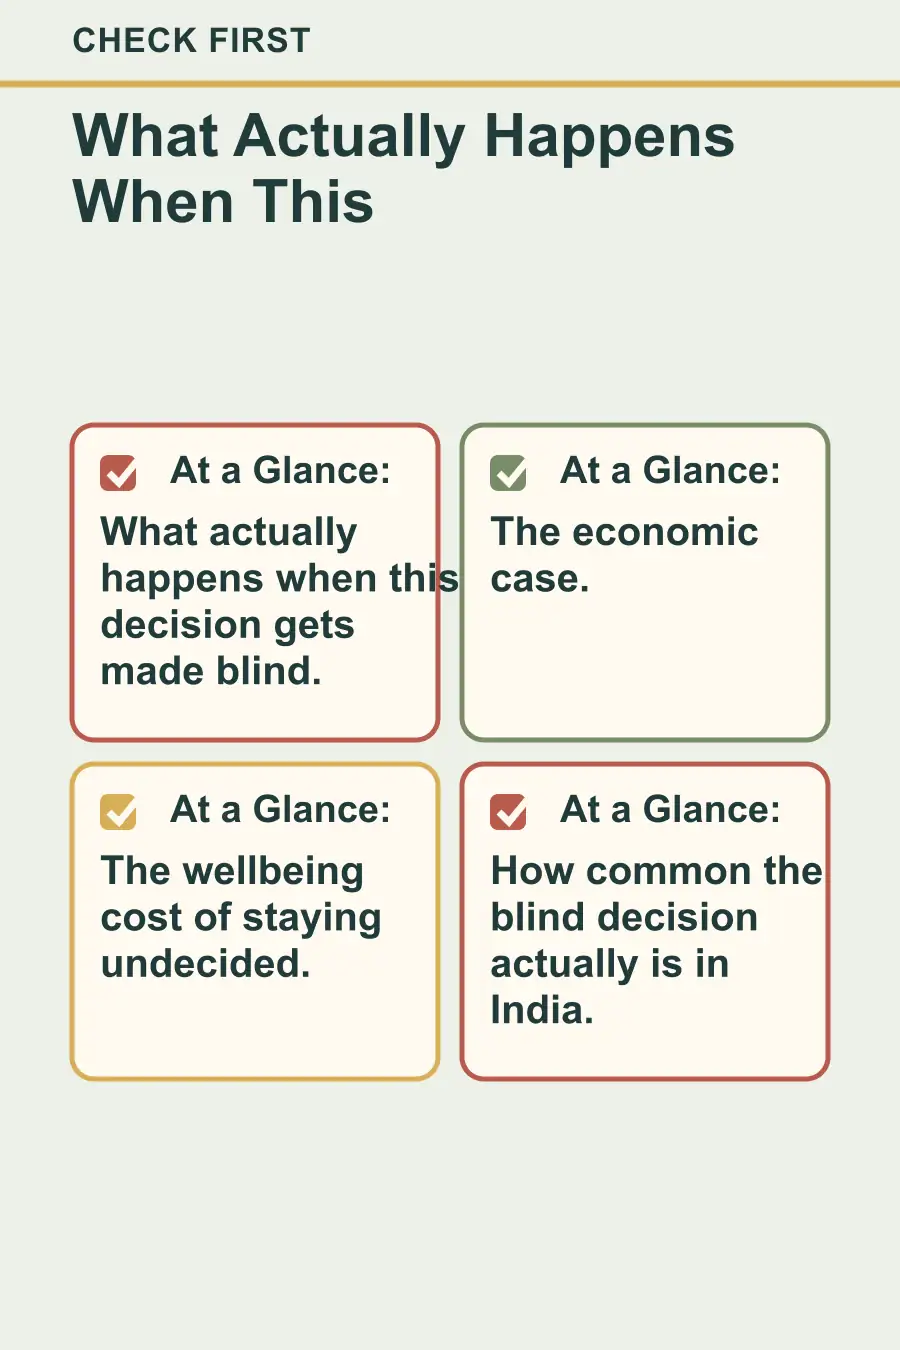 CHECK FIRST
What Actually Happens
When This
At a Glance:
What actually
happens when this
decision gets
made blind.
At a Glance:
The economic
case.
At a Glance:
The wellbeing
cost of staying
undecided.
At a Glance:
How common the
blind decision
actually is in
India.